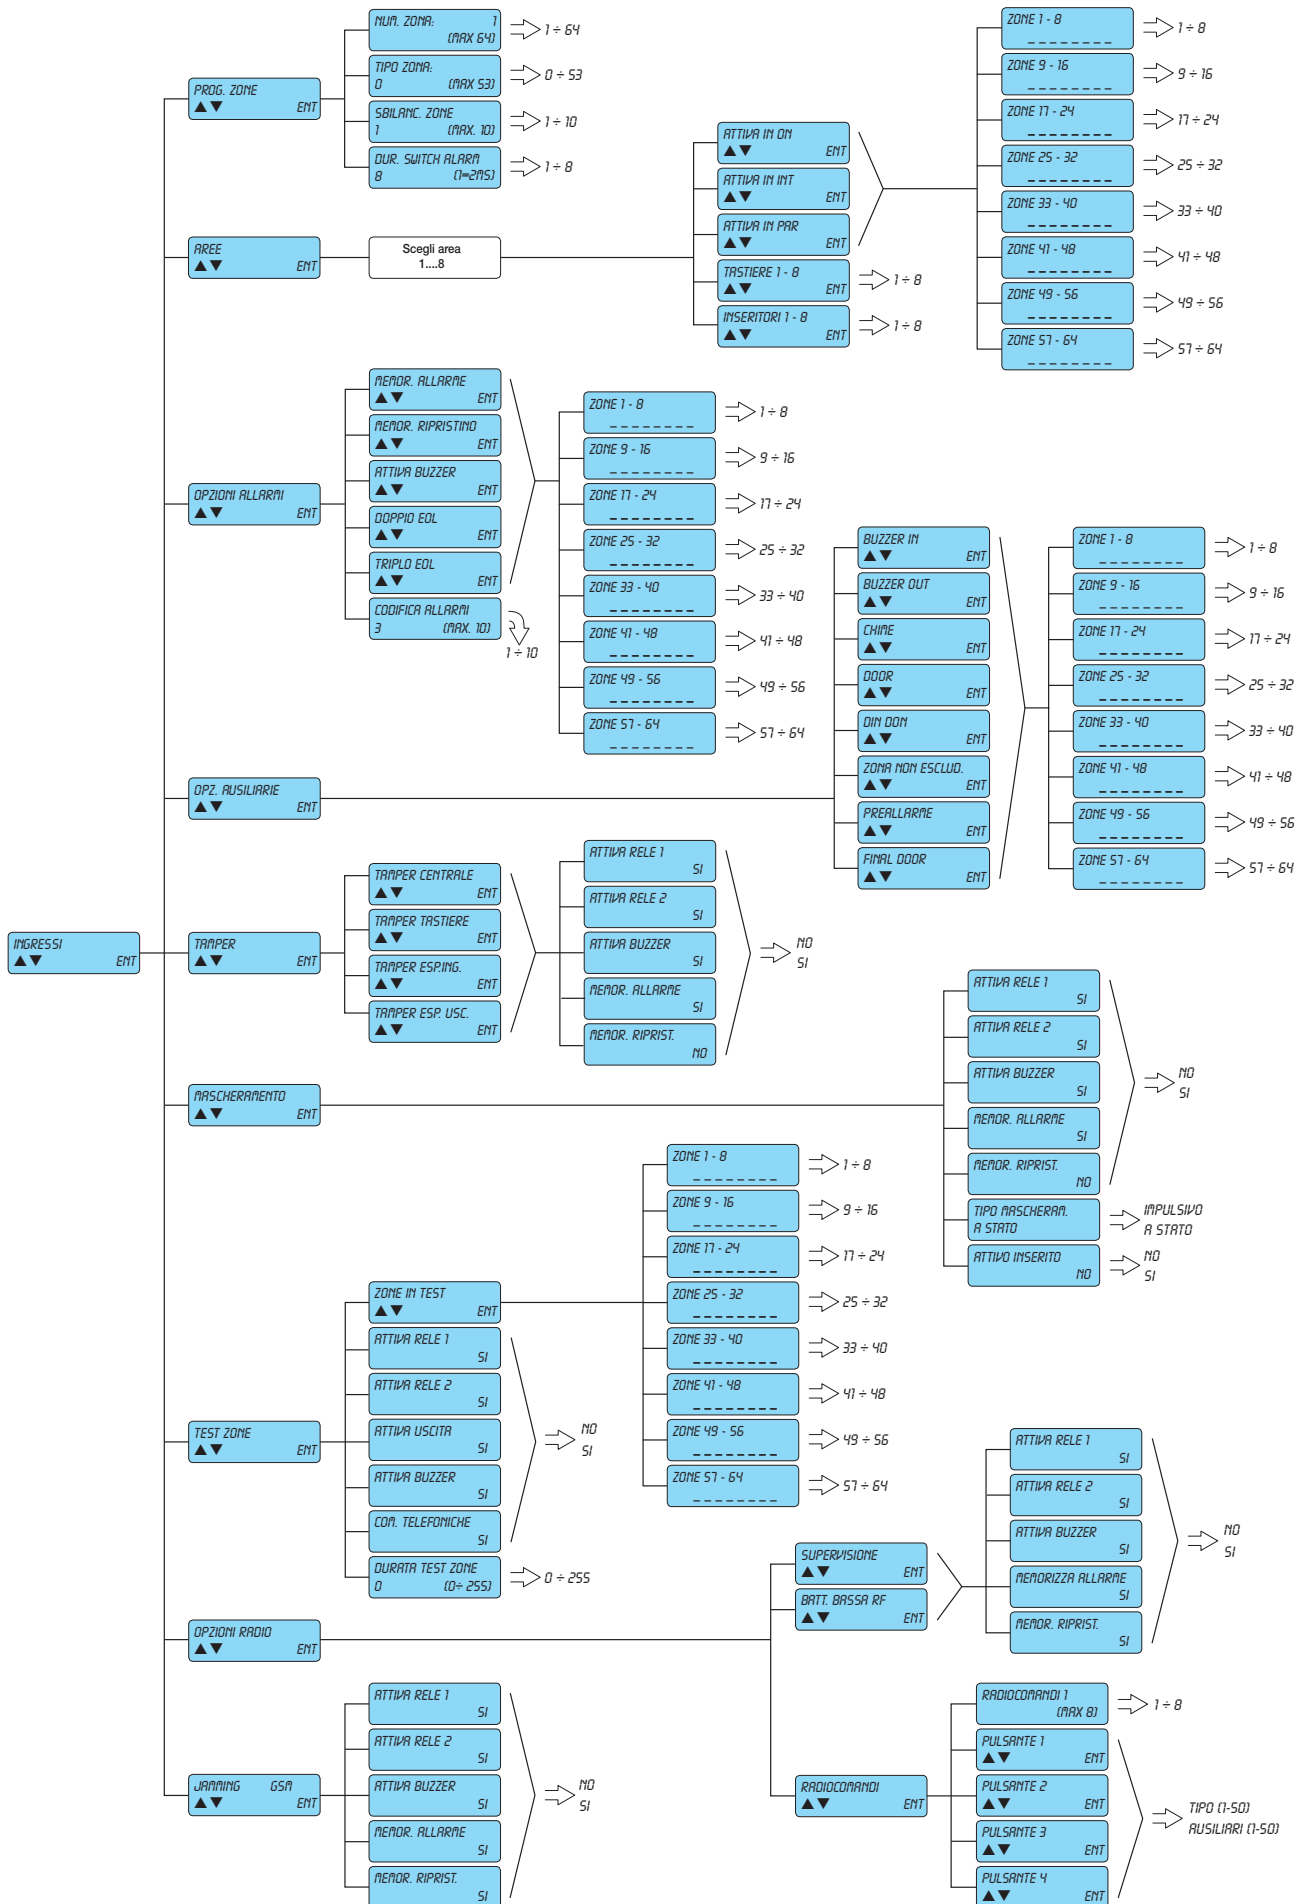 INGRESSI
▲▼ ENT
PROG. ZONE
▲▼ ENT
NUM. ZONA: 1
(MAX 64)
1 ÷ 64
TIPO ZONA:
0 (MAX 53)
0 ÷ 53
SBILANC. ZONE
1 (MAX. 10)
1 ÷ 10
DUR. SWITCH ALARM
8 (1=2MS)
1 ÷ 8
AREE
▲▼ ENT
Scegli area
1....8
ATTIVA IN ON
▲▼ ENT
ATTIVA IN INT
▲▼ ENT
ATTIVA IN PAR
▲▼ ENT
TASTIERE 1 - 8
▲▼ ENT
1 ÷ 8
INSERITORI 1 - 8
▲▼ ENT
1 ÷ 8
ZONE 1 - 8
_ _ _ _ _ _ _ _
1 ÷ 8
ZONE 9 - 16
_ _ _ _ _ _ _ _
9 ÷ 16
ZONE 17 - 24
_ _ _ _ _ _ _ _
17 ÷ 24
ZONE 25 - 32
_ _ _ _ _ _ _ _
25 ÷ 32
ZONE 33 - 40
_ _ _ _ _ _ _ _
33 ÷ 40
ZONE 41 - 48
_ _ _ _ _ _ _ _
41 ÷ 48
ZONE 49 - 56
_ _ _ _ _ _ _ _
49 ÷ 56
ZONE 57 - 64
_ _ _ _ _ _ _ _
57 ÷ 64
OPZIONI ALLARMI
▲▼ ENT
MEMOR. ALLARME
▲▼ ENT
MEMOR. RIPRISTINO
▲▼ ENT
ATTIVA BUZZER
▲▼ ENT
DOPPIO EOL
▲▼ ENT
TRIPLO EOL
▲▼ ENT
CODIFICA ALLARMI
3 (MAX. 10)
1 ÷ 10
ZONE 1 - 8
_ _ _ _ _ _ _ _
1 ÷ 8
ZONE 9 - 16
_ _ _ _ _ _ _ _
9 ÷ 16
ZONE 17 - 24
_ _ _ _ _ _ _ _
17 ÷ 24
ZONE 25 - 32
_ _ _ _ _ _ _ _
25 ÷ 32
ZONE 33 - 40
_ _ _ _ _ _ _ _
33 ÷ 40
ZONE 41 - 48
_ _ _ _ _ _ _ _
41 ÷ 48
ZONE 49 - 56
_ _ _ _ _ _ _ _
49 ÷ 56
ZONE 57 - 64
_ _ _ _ _ _ _ _
57 ÷ 64
OPZ. AUSILIARIE
▲▼ ENT
BUZZER IN
▲▼ ENT
BUZZER OUT
▲▼ ENT
CHIME
▲▼ ENT
DOOR
▲▼ ENT
DIN DON
▲▼ ENT
ZONA NON ESCLUD.
▲▼ ENT
PREALLARME
▲▼ ENT
FINAL DOOR
▲▼ ENT
ZONE 1 - 8
_ _ _ _ _ _ _ _
1 ÷ 8
ZONE 9 - 16
_ _ _ _ _ _ _ _
9 ÷ 16
ZONE 17 - 24
_ _ _ _ _ _ _ _
17 ÷ 24
ZONE 25 - 32
_ _ _ _ _ _ _ _
25 ÷ 32
ZONE 33 - 40
_ _ _ _ _ _ _ _
33 ÷ 40
ZONE 41 - 48
_ _ _ _ _ _ _ _
41 ÷ 48
ZONE 49 - 56
_ _ _ _ _ _ _ _
49 ÷ 56
ZONE 57 - 64
_ _ _ _ _ _ _ _
57 ÷ 64
TAMPER
▲▼ ENT
TAMPER CENTRALE
▲▼ ENT
TAMPER TASTIERE
▲▼ ENT
TAMPER ESP.ING.
▲▼ ENT
TAMPER ESP. USC.
▲▼ ENT
ATTIVA RELE 1
SI
ATTIVA RELE 2
SI
ATTIVA BUZZER
SI
MEMOR. ALLARME
SI
MEMOR. RIPRIST.
NO
NO
SI
MASCHERAMENTO
▲▼ ENT
ATTIVA RELE 1
SI
ATTIVA RELE 2
SI
ATTIVA BUZZER
SI
MEMOR. ALLARME
SI
MEMOR. RIPRIST.
NO
NO
SI
TIPO MASCHERAM.
A STATO
IMPULSIVO
A STATO
ATTIVO INSERITO
NO
NO
SI
TEST ZONE
▲▼ ENT
ZONE IN TEST
▲▼ ENT
ATTIVA RELE 1
SI
ATTIVA RELE 2
SI
ATTIVA USCITA
SI
ATTIVA BUZZER
SI
COM. TELEFONICHE
SI
NO
SI
DURATA TEST ZONE
0 (0÷ 255)
0 ÷ 255
ZONE 1 - 8
_ _ _ _ _ _ _ _
1 ÷ 8
ZONE 9 - 16
_ _ _ _ _ _ _ _
9 ÷ 16
ZONE 17 - 24
_ _ _ _ _ _ _ _
17 ÷ 24
ZONE 25 - 32
_ _ _ _ _ _ _ _
25 ÷ 32
ZONE 33 - 40
_ _ _ _ _ _ _ _
33 ÷ 40
ZONE 41 - 48
_ _ _ _ _ _ _ _
41 ÷ 48
ZONE 49 - 56
_ _ _ _ _ _ _ _
49 ÷ 56
ZONE 57 - 64
_ _ _ _ _ _ _ _
57 ÷ 64
OPZIONI RADIO
▲▼ ENT
SUPERVISIONE
▲▼ ENT
BATT. BASSA RF
▲▼ ENT
ATTIVA RELE 1
SI
ATTIVA RELE 2
SI
ATTIVA BUZZER
SI
MEMORIZZA ALLARME
SI
MEMOR. RIPRIST.
SI
NO
SI
RADIOCOMANDI
▲▼ ENT
RADIOCOMANDI 1
(MAX 8)
1 ÷ 8
PULSANTE 1
▲▼ ENT
PULSANTE 2
▲▼ ENT
PULSANTE 3
▲▼ ENT
PULSANTE 4
▲▼ ENT
TIPO (1-50)
AUSILIARI (1-50)
JAMMING GSM
▲▼ ENT
ATTIVA RELE 1
SI
ATTIVA RELE 2
SI
ATTIVA BUZZER
SI
MEMOR. ALLARME
SI
MEMOR. RIPRIST.
SI
NO
SI